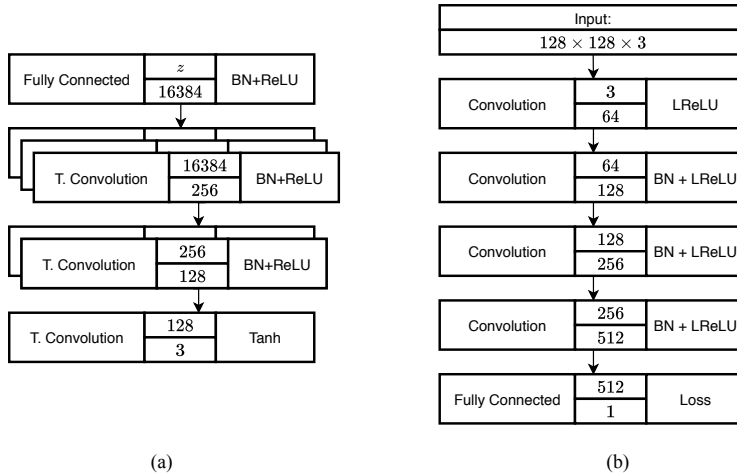 Fully Connected
z
16384
BN+ReLU
T. Convolution
16384
256
BN+ReLU
T. Convolution
256
128
BN+ReLU
T. Convolution
128
3
Tanh
(a)
Input:
128 × 128 × 3
Convolution
3
64
LReLU
Convolution
64
128
BN + LReLU
Convolution
128
256
BN + LReLU
Convolution
256
512
BN + LReLU
Fully Connected
512
1
Loss
(b)